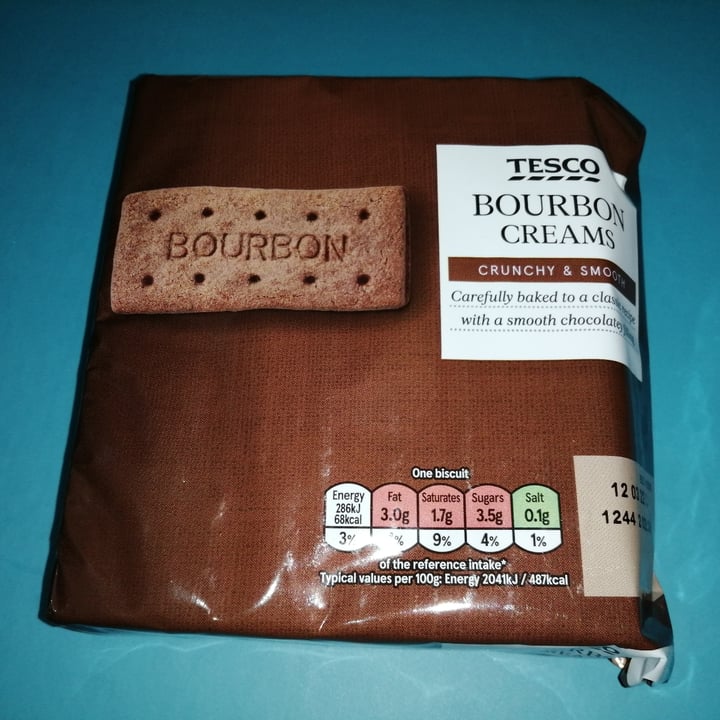 BOURBON
TESCO
BOURBON
CREAMS
CRUNCHY & SMOOTH
Carefully baked to a classic recipe
with a smooth chocolatey
One biscuit
Energy
286kJ
68kcal
3%
Fat
3.0g
Saturates
1.7g
9%
Sugars
3.5g
4%
Salt
0.1g
1%
of the reference intake*
Typical values per 100g: Energy 2041kJ / 487kcal
12 03
1244